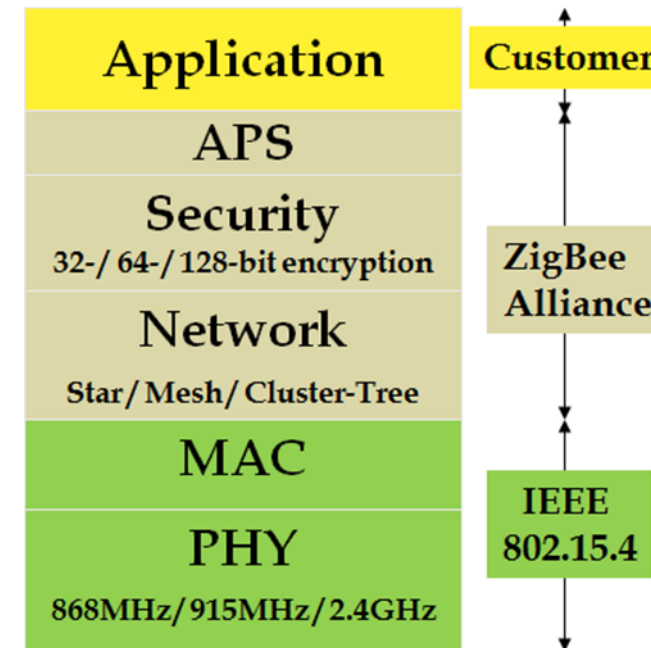 Application
Customer
APS
Security
32-/ 64-/ 128-bit encryption
ZigBee
Alliance
Network
Star/ Mesh/ Cluster-Tree
MAC
IEEE
802.15.4
PHY
868MHz/ 915MHz/ 2.4GHz